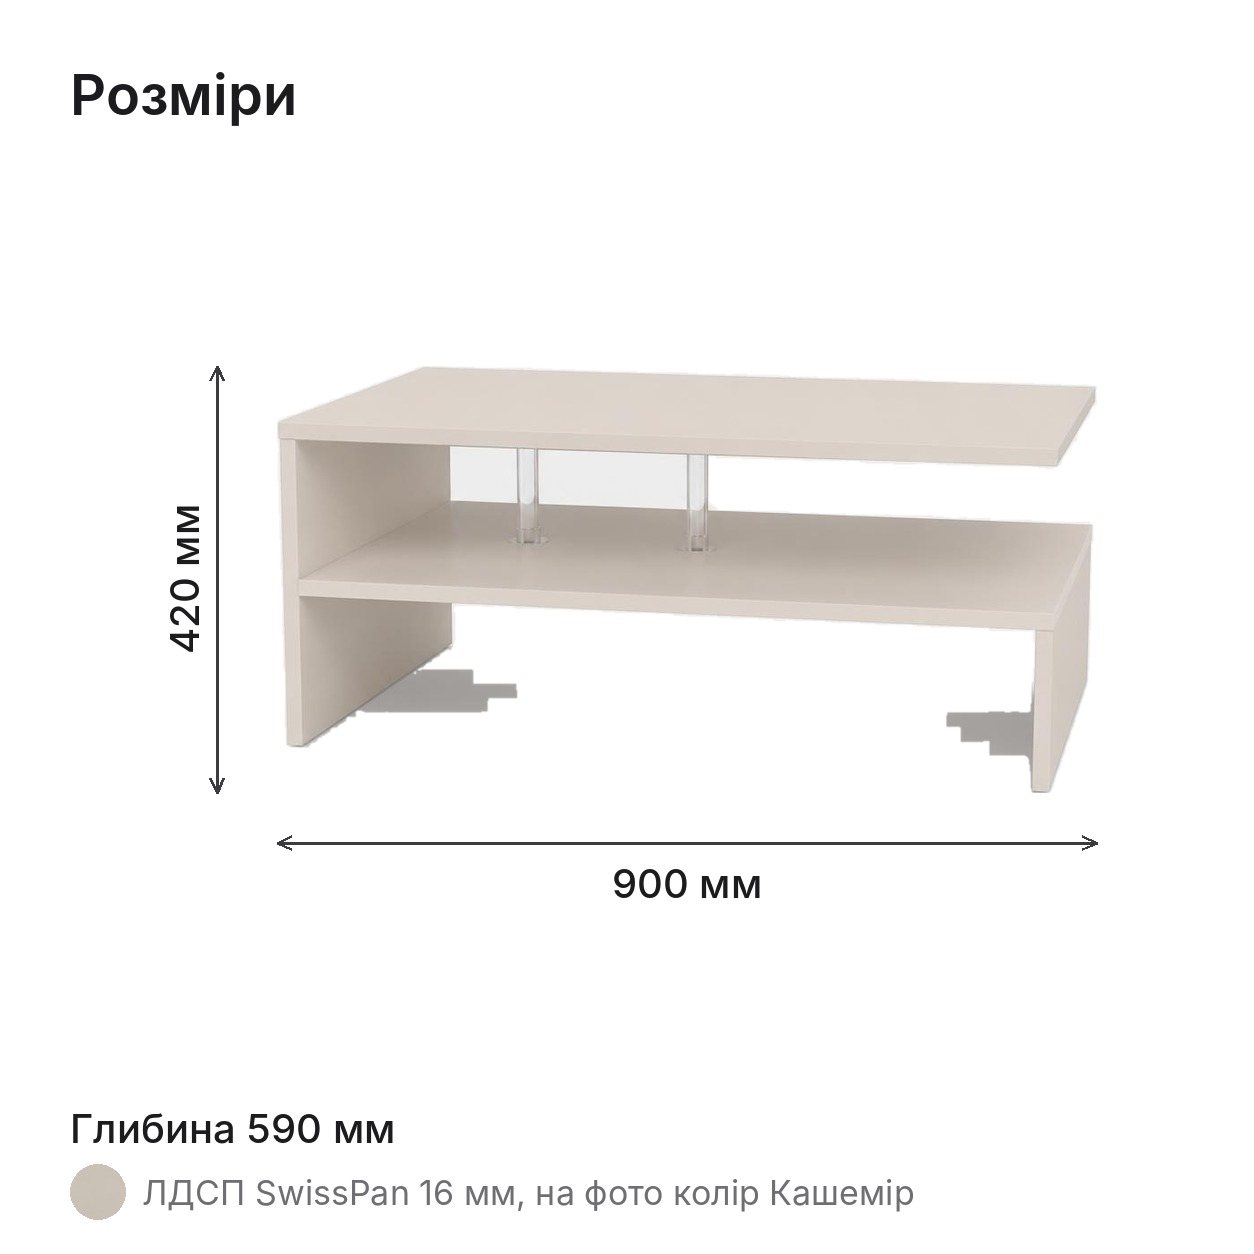 Розміри
420 мм
900 мм
Глибина 590 мм
ЛДСП SwissPan 16 мм, на фото колір Кашемір